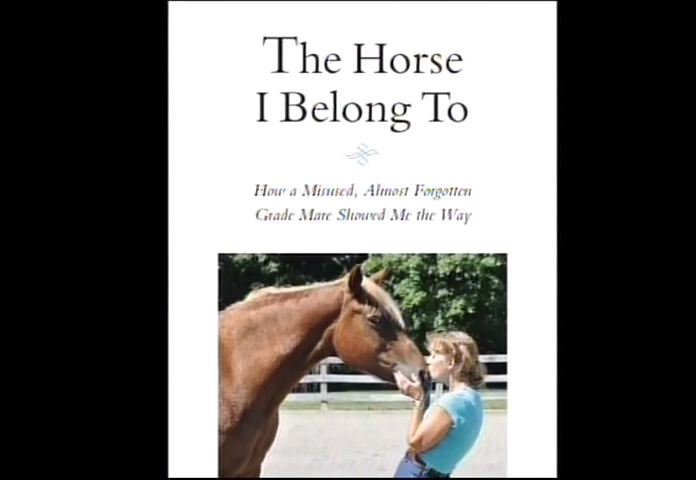 The Horse
I Belong To
How a Misused, Almost Forgotten
Grade Mare Showed Me the Way